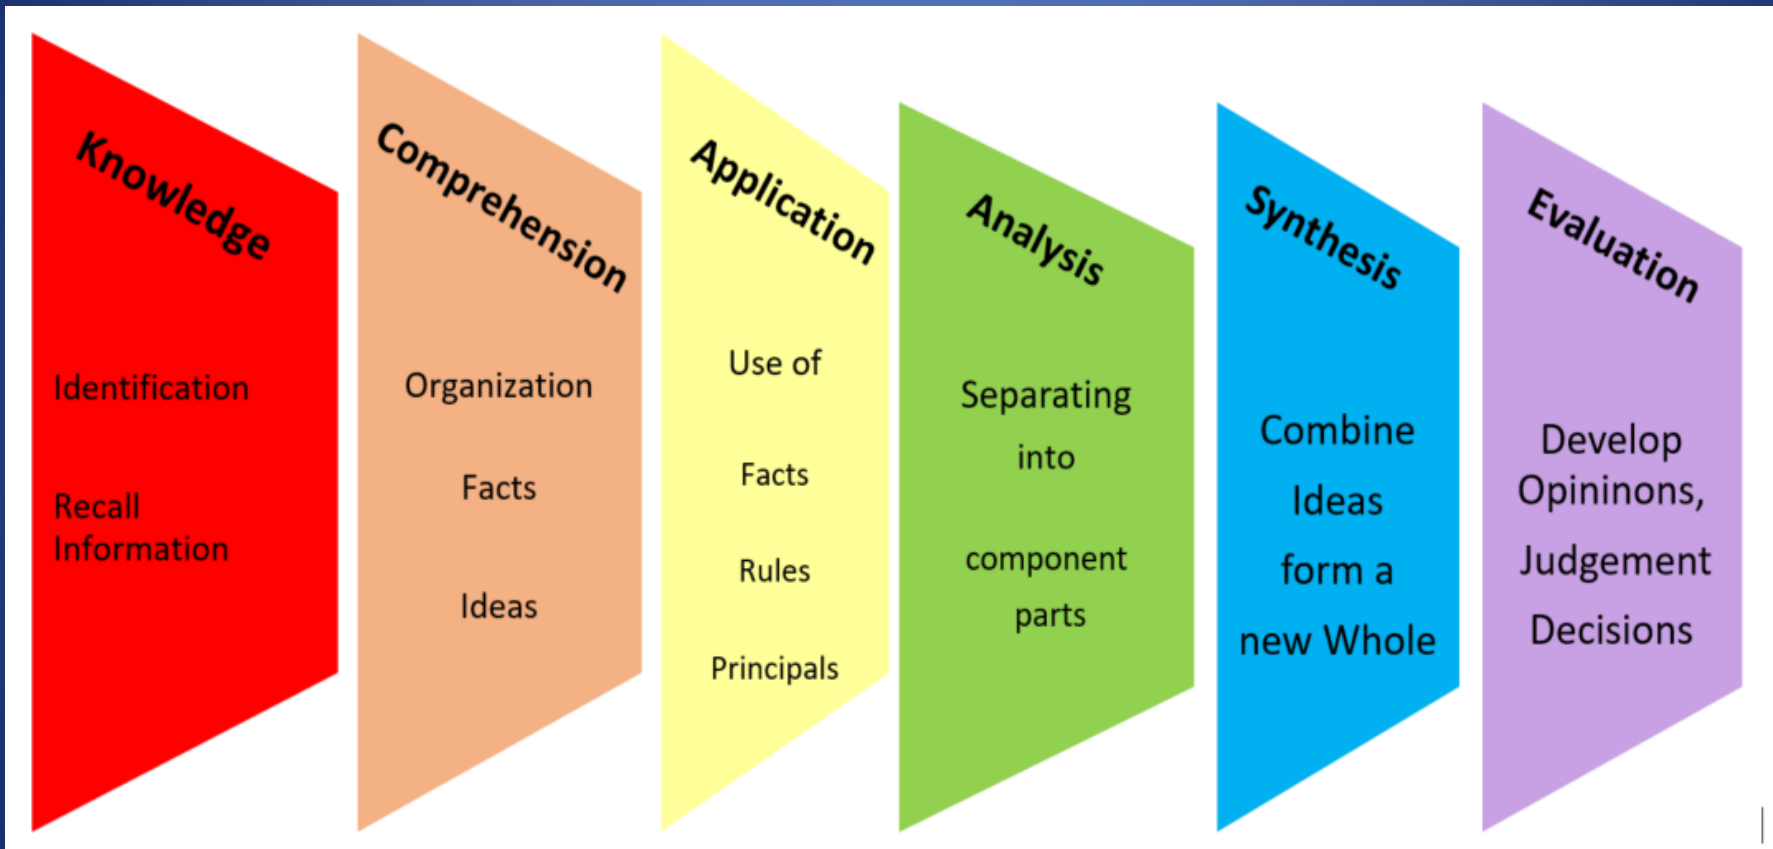 Knowledge
Identification
Recall
Information
Comprehension
Organization
Facts
Ideas
Application
Use of
Facts
Rules
Principals
Analysis
Separating
into
component
parts
Synthesis
Combine
Ideas
form a
new Whole
Evaluation
Develop
Opininons,
Judgement
Decisions